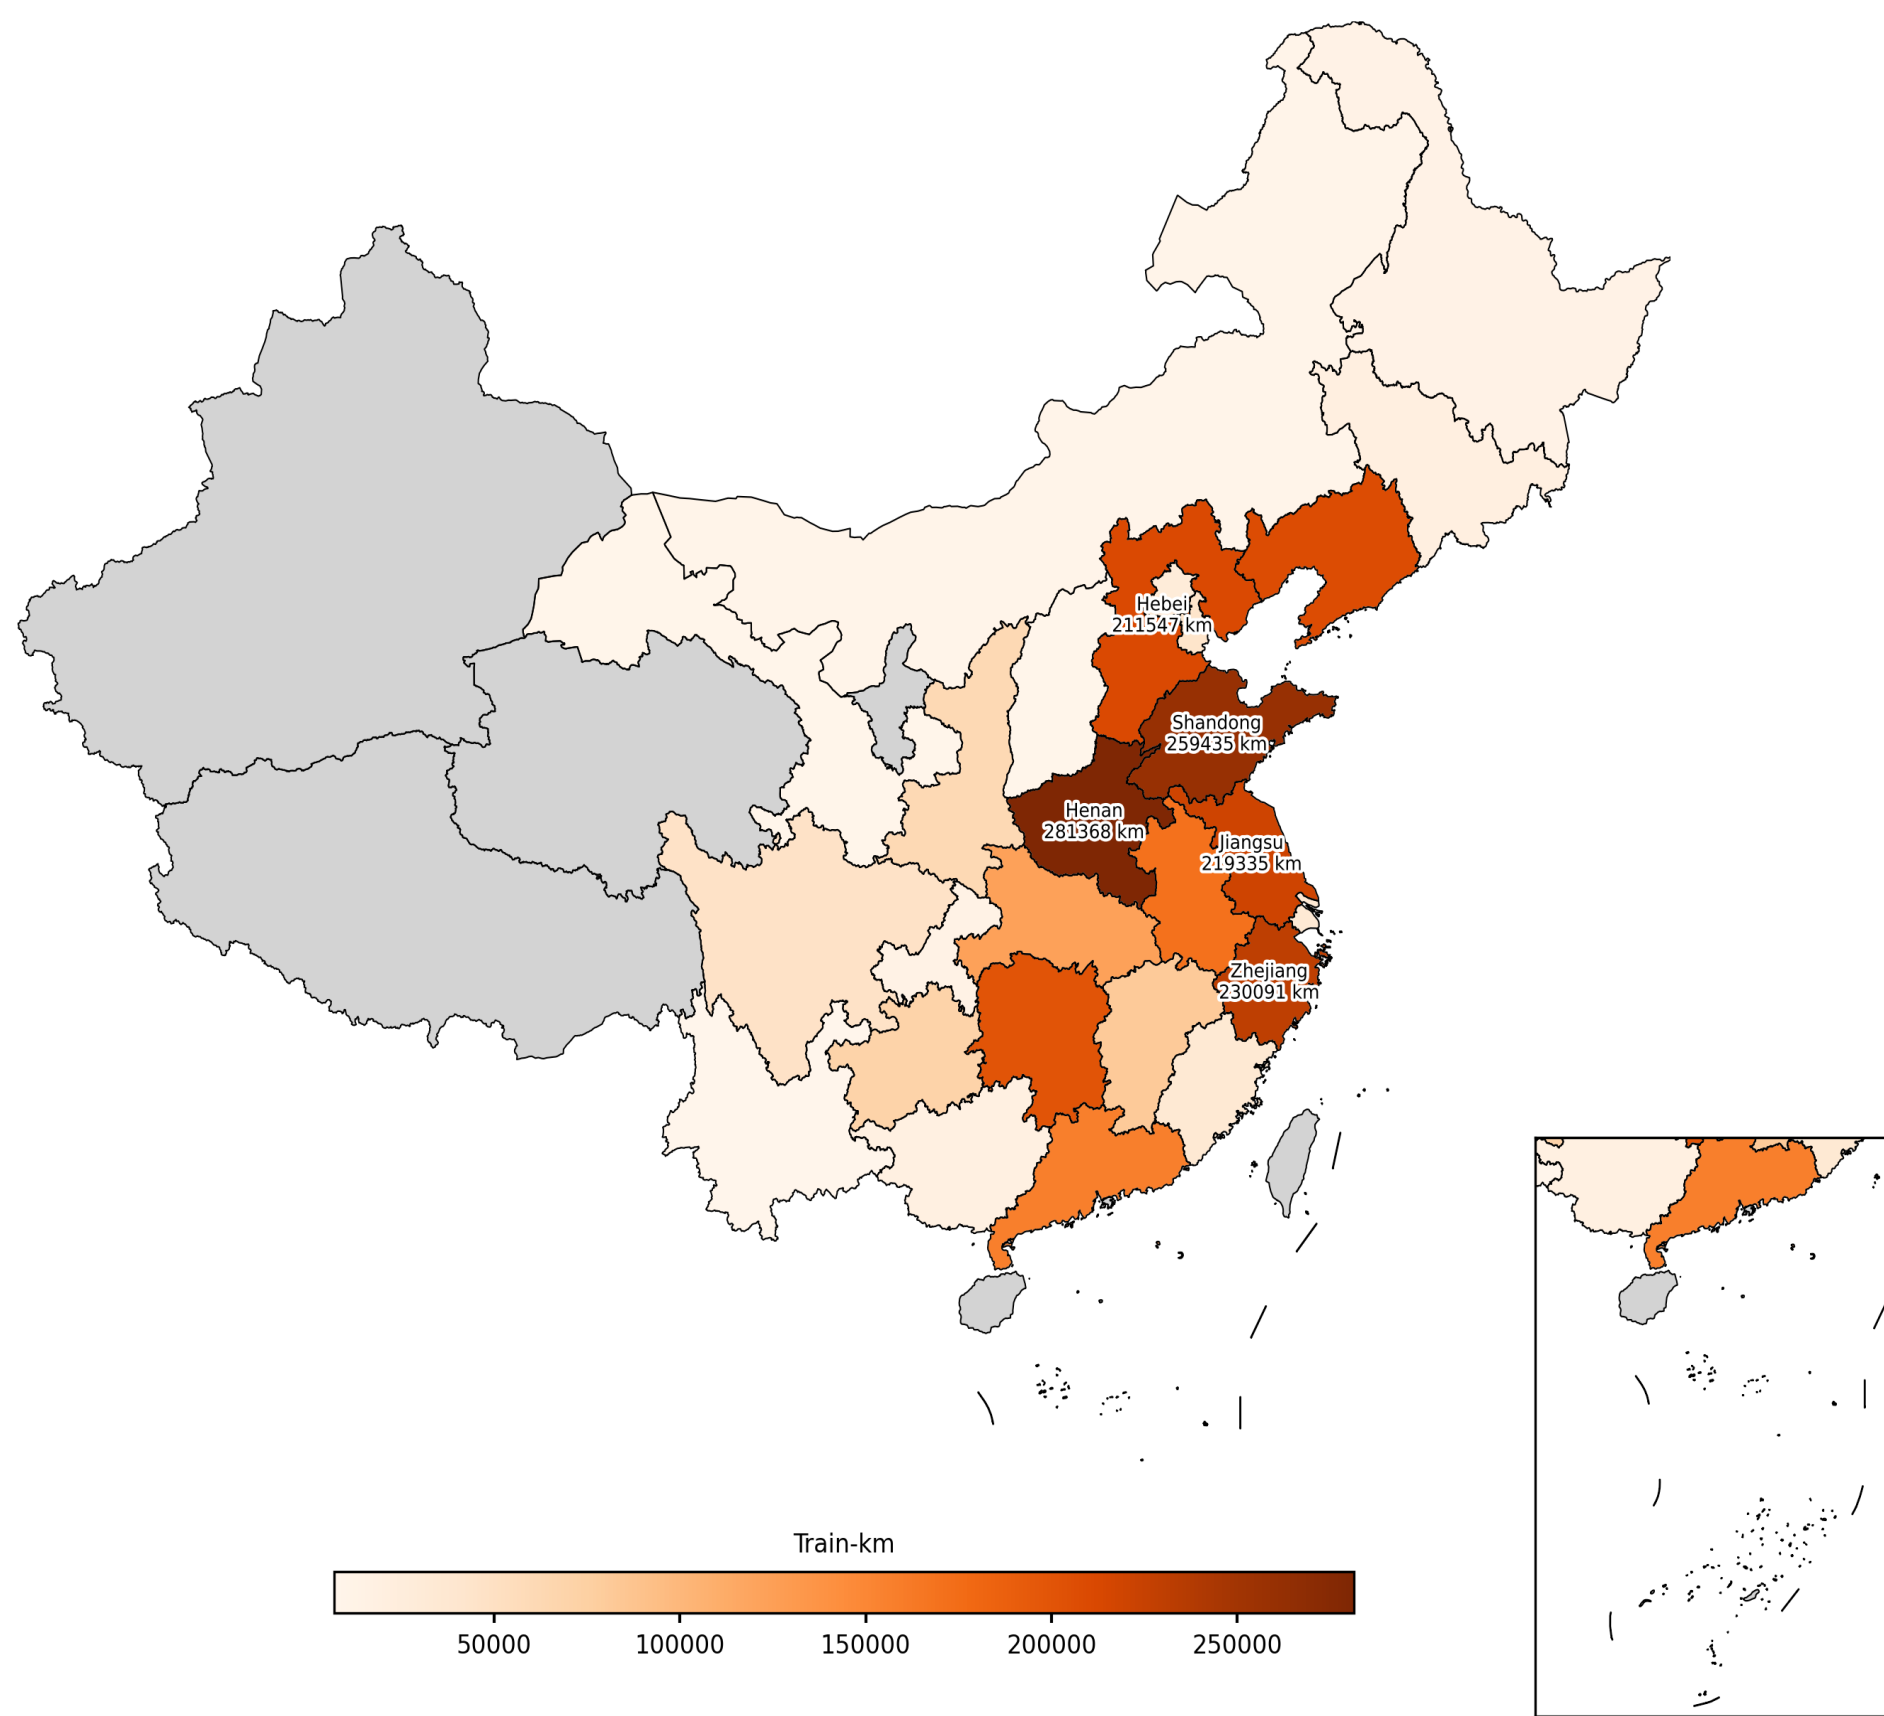 Hebei
211547 km
Shandong
259435 km
Henan
281368 km
Jiangsu
219335 km
Zhejiang
230091 km
Train-km
50000 100000 150000 200000 250000